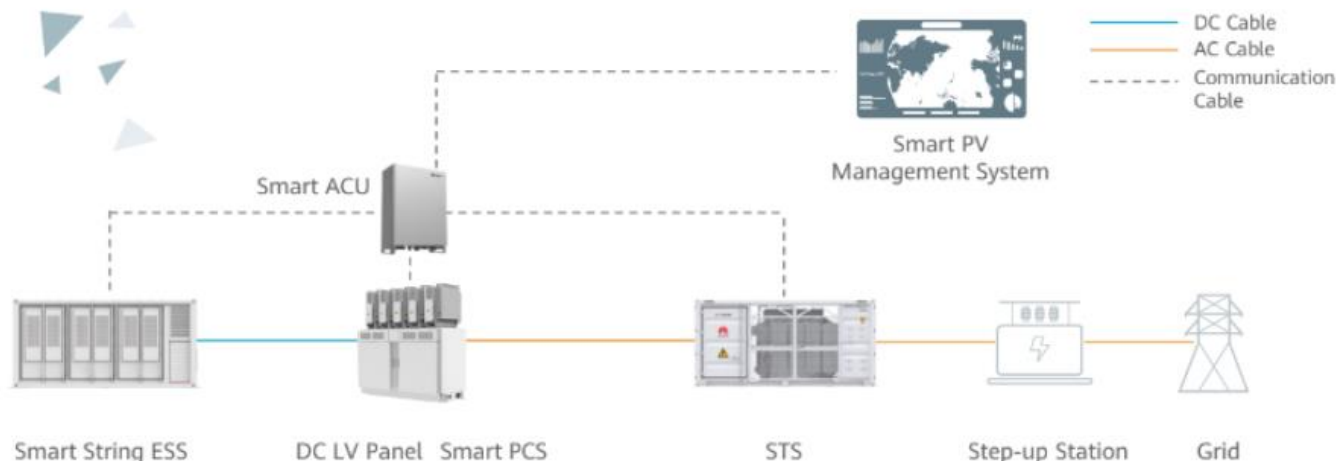 DC Cable
AC Cable
Communication
Cable
Smart PV
Management System
Smart ACU
Smart String ESS
DC LV Panel
Smart PCS
STS
Step-up Station
Grid